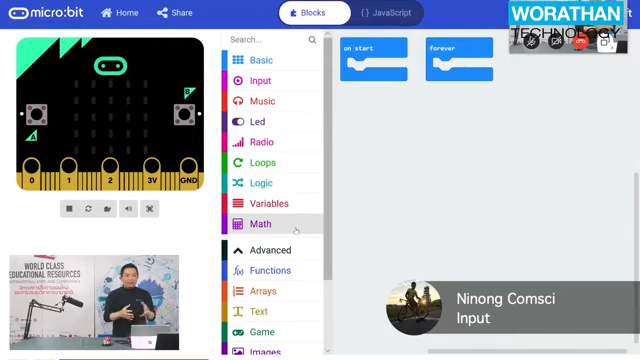 micro:bit
Home
Share
Blocks
JavaScript
WORATHAN
TECHNOLOGY
Search...
Basic
Input
Music
Led
Radio
Loops
Logic
Variables
Math
Advanced
Functions
Arrays
Text
Game
Images
on start
forever
A
B
0
1
2
3V
GND
WORLD CLASS
EDUCATIONAL RESOURCES
Ninong Comsci
Input